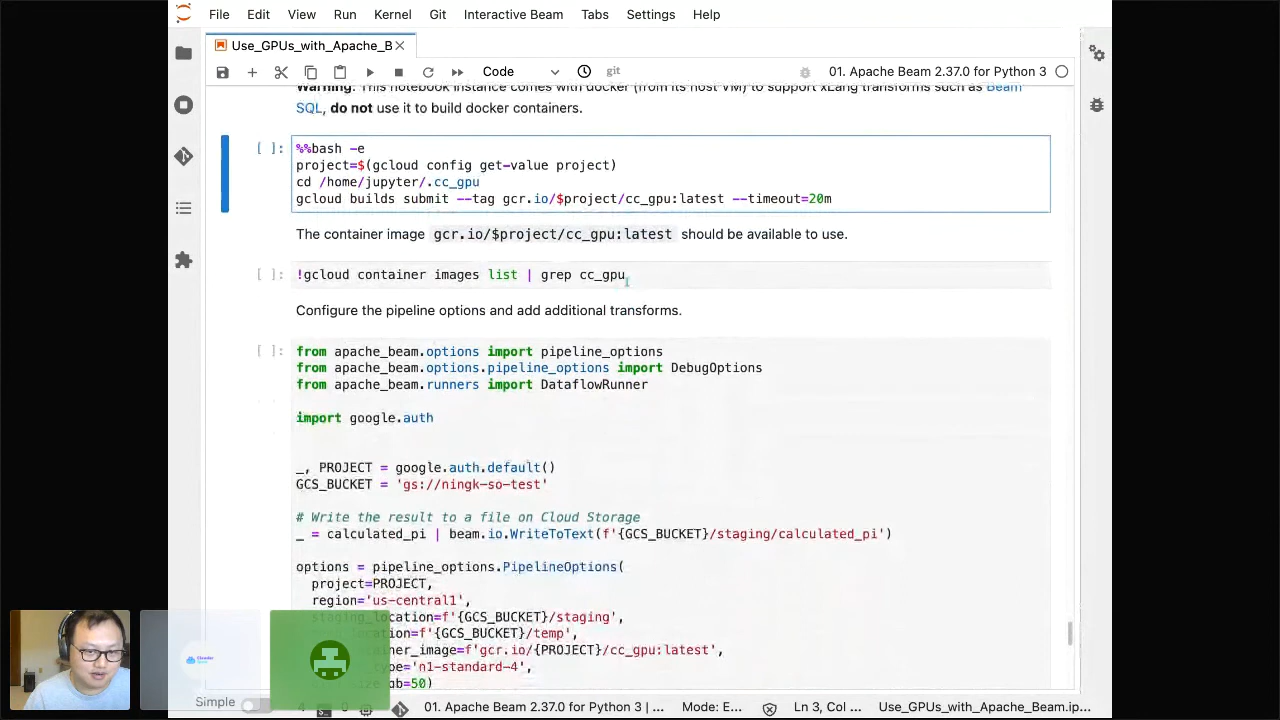 File Edit View Run Kernel Git Interactive Beam Tabs Settings Help
Use_GPUs_with_Apache_B
Code git 01. Apache Beam 2.37.0 for Python 3
Warning: This notebook instance comes with docker (from its host VM) to support xLang transforms such as Beam
SQL, do not use it to build docker containers.
[ ]: %%bash -e
project=$(gcloud config get-value project)
cd /home/jupyter/.cc_gpu
gcloud builds submit --tag gcr.io/$project/cc_gpu:latest --timeout=20m
The container image gcr.io/$project/cc_gpu:latest should be available to use.
[ ]: !gcloud container images list | grep cc_gpu
Configure the pipeline options and add additional transforms.
[ ]: from apache_beam.options import pipeline_options
from apache_beam.options.pipeline_options import DebugOptions
from apache_beam.runners import DataflowRunner
import google.auth
_, PROJECT = google.auth.default()
GCS_BUCKET = 'gs://ningk-so-test'
# Write the result to a file on Cloud Storage
_ = calculated_pi | beam.io.WriteToText(f'{GCS_BUCKET}/staging/calculated_pi')
options = pipeline_options.PipelineOptions(
project=PROJECT,
region='us-central1',
staging_location=f'{GCS_BUCKET}/staging',
location=f'{GCS_BUCKET}/temp',
tainer_image=f'gcr.io/{PROJECT}/cc_gpu:latest',
type='n1-standard-4',
gb=50)
Simple 01. Apache Beam 2.37.0 for Python 3 | ... Mode: E... Ln 3, Col ... Use_GPUs_with_Apache_Beam.ip...